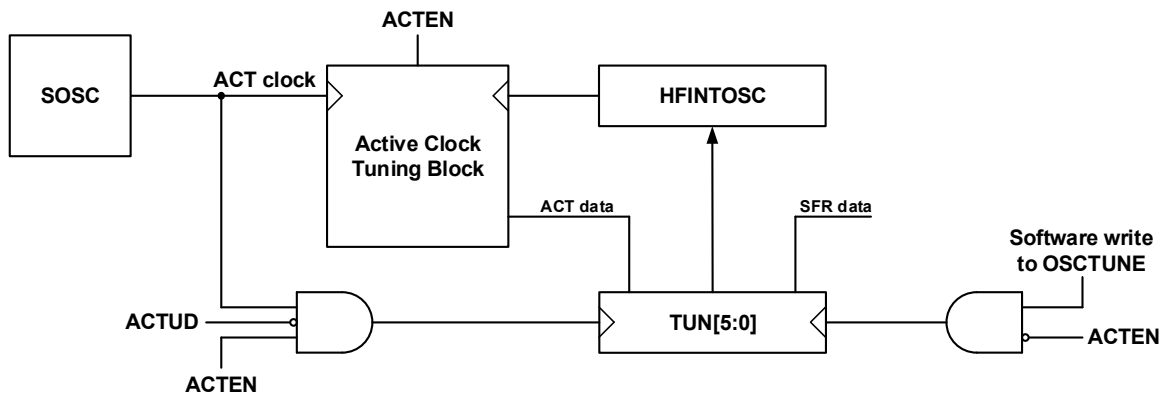 ACTEN
SOSC
ACT clock
HFINTOSC
Active Clock
Tuning Block
ACT data
SFR data
Software write
to OSCTUNE
ACTUD
TUN[5:0]
ACTEN
ACTEN